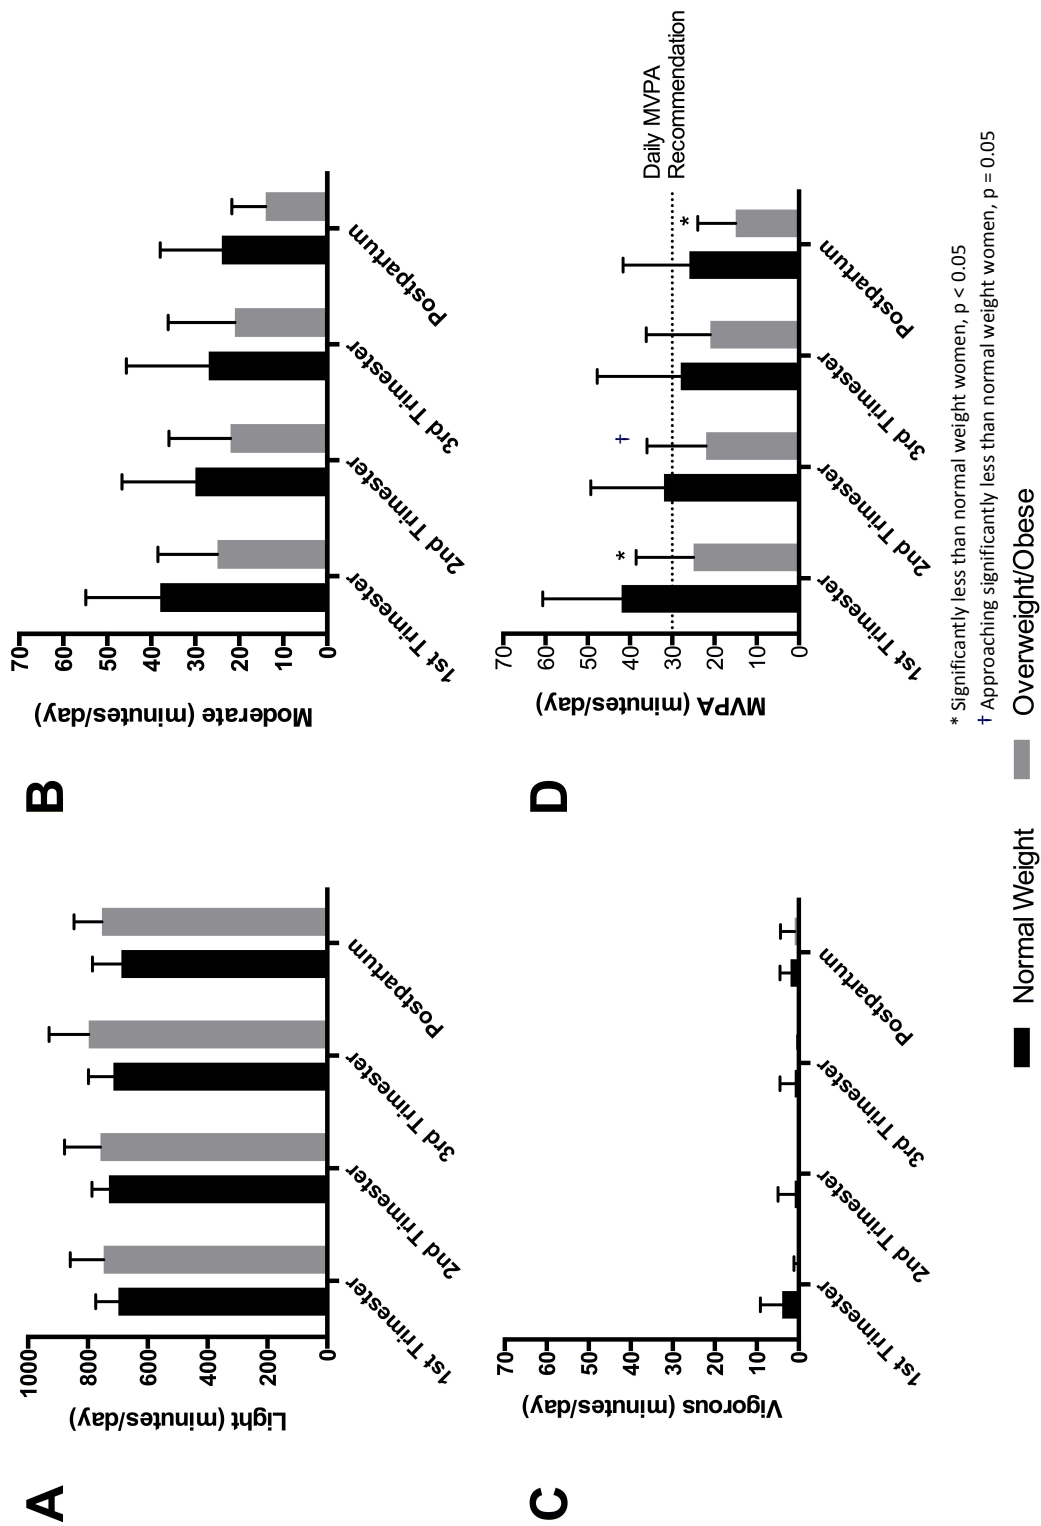 A
Light (minutes/day)
1000
800
600
400
200
0
1st Trimester
2nd Trimester
3rd Trimester
Postpartum
B
Moderate (minutes/day)
70
60
50
40
30
20
10
0
1st Trimester
2nd Trimester
3rd Trimester
Postpartum
C
Vigorous (minutes/day)
70
60
50
40
30
20
10
0
1st Trimester
2nd Trimester
3rd Trimester
Postpartum
D
MVPA (minutes/day)
70
60
50
40
30
20
10
0
*
†
*
Daily MVPA
Recommendation
1st Trimester
2nd Trimester
3rd Trimester
Postpartum
* Significantly less than normal weight women, p < 0.05
† Approaching significantly less than normal weight women, p = 0.05
Normal Weight
Overweight/Obese